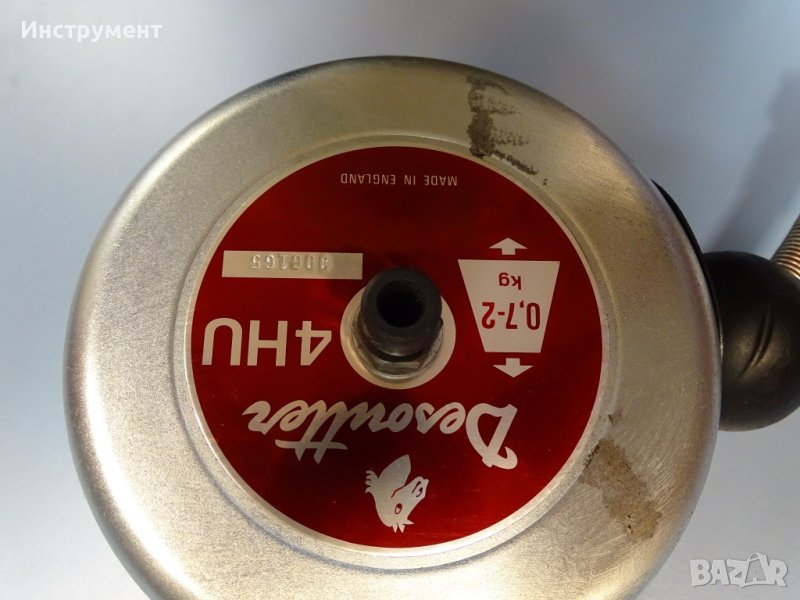 Инструмент
Desoutter
4HU
0,7-2
kg
006165
MADE IN ENGLAND
BAZAR